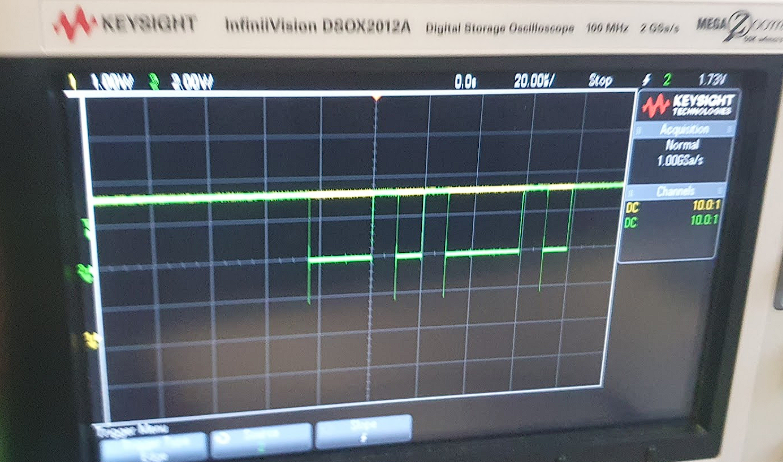 KEYSIGHT InfiniiVision DSOX2012A Digital Storage Oscilloscope 100 MHz 2 GSa/s MEGA Zoom
1 1.00V/ 2 2.00V/ 0.0s 20.00%/ Stop 2 1.73V
KEYSIGHT
TECHNOLOGIES
Acquisition
Normal
1.00GSa/s
Channels
DC 10.0:1
DC 10.0:1
Trigger Menu
Source
Slope